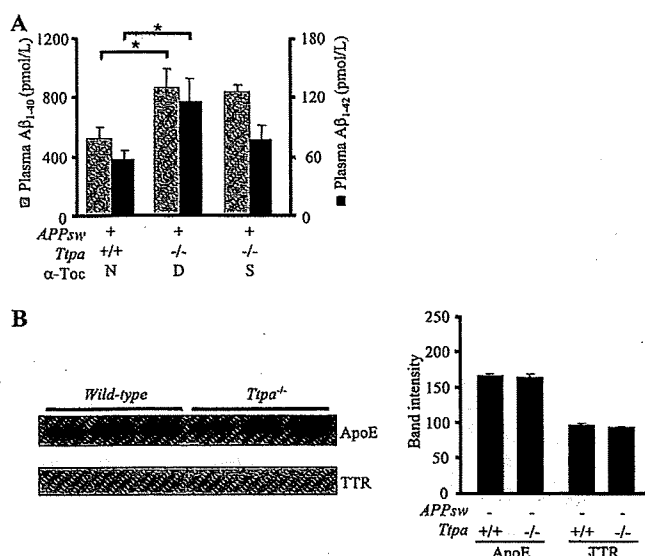 A
Plasma Aβ1-40 (pmol/L)
1200
800
400
0
*
*
180
120
60
0
Plasma Aβ1-42 (pmol/L)
APPsw + + +
Ttpa +/+ -/- -/-
α-Toc N D S
B
Wild-type Ttpa-/-
ApoE
TTR
Band intensity
250
200
150
100
50
0
APPsw - - - -
Ttpa +/+ -/- +/+ -/-
ApoE TTR